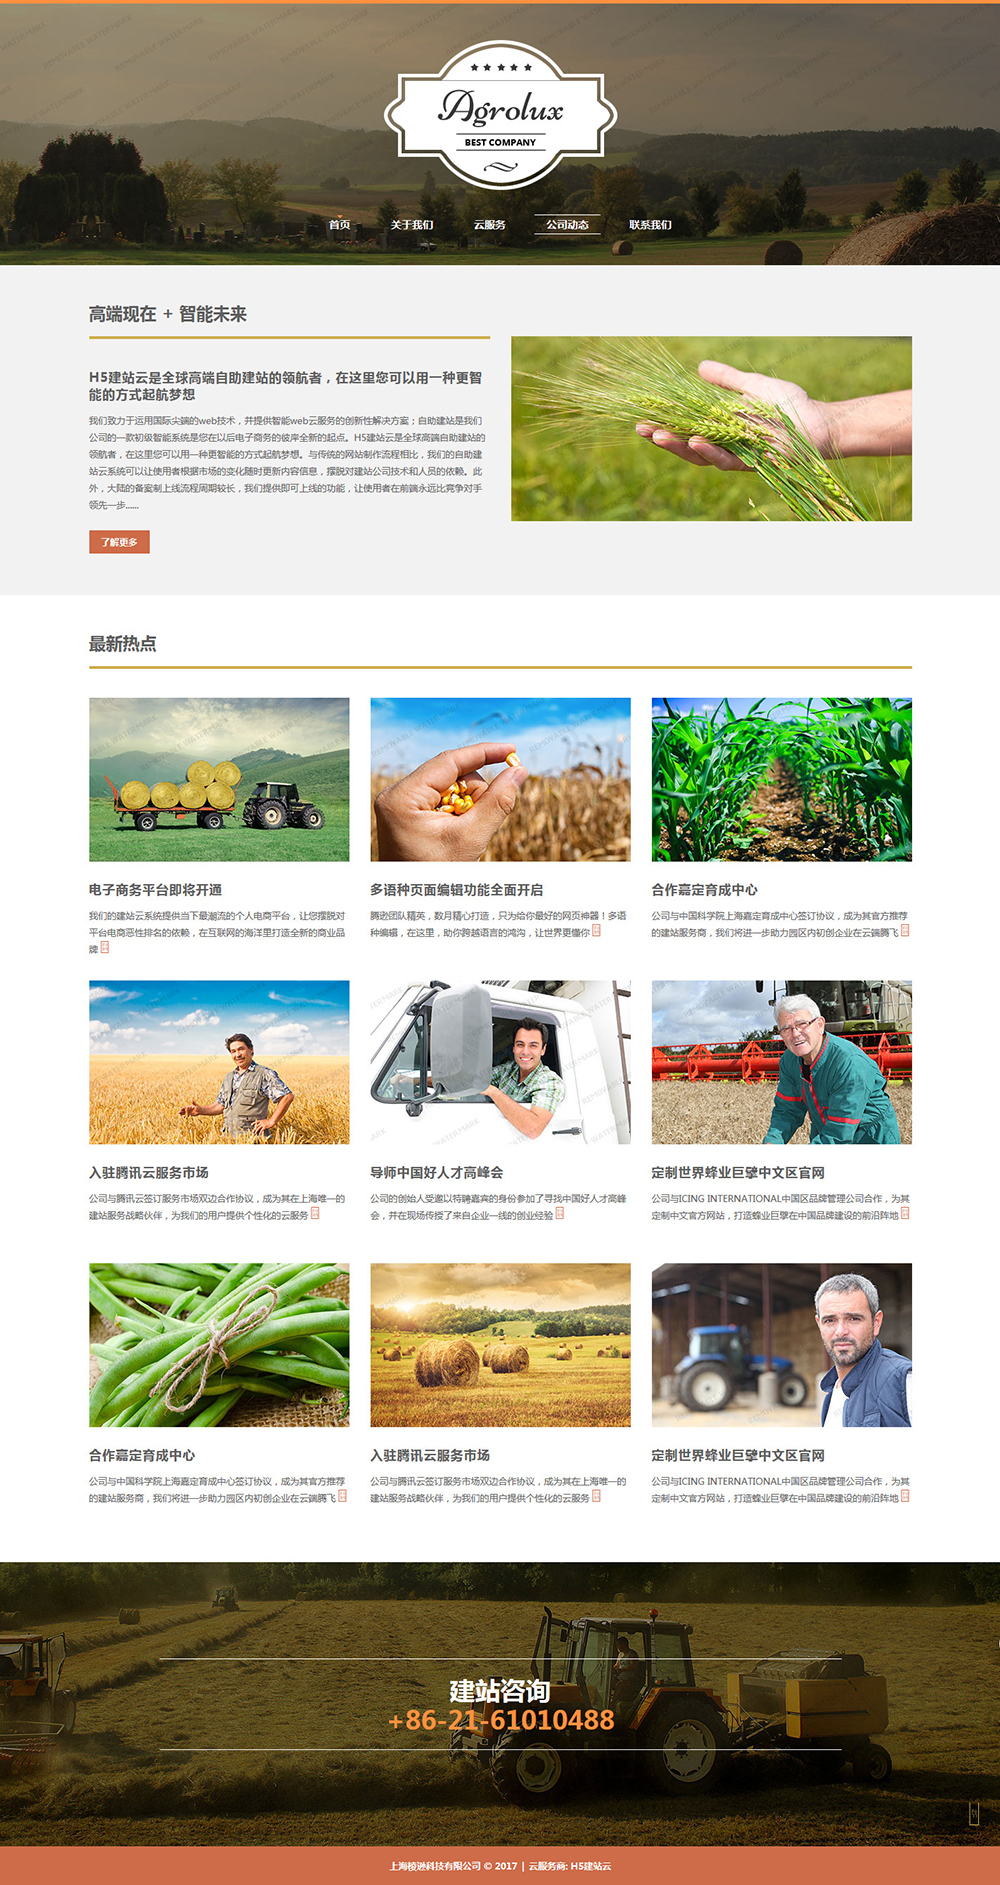 Agrolux
BEST COMPANY
首页 关于我们 云服务 公司动态 联系我们
高端现在 + 智能未来
H5建站云是全球高端自助建站的领航者，在这里您可以用一种更智
能的方式起航梦想
我们致力于运用国际尖端的web技术，并提供智能web云服务的创新性解决方案；自助建站是我们
公司的一款初级智能系统是您在以后电子商务的彼岸全新的起点。H5建站云是全球高端自助建站的
领航者，在这里您可以用一种更智能的方式起航梦想。与传统的网站制作流程相比，我们的自助建
站云系统可以让使用者根据市场的变化随时更新内容信息，摆脱对建站公司技术和人员的依赖。此
外，大陆的备案制上线流程周期较长，我们提供即可上线的功能，让使用者在前端永远比竞争对手
领先一步......
了解更多
最新热点
电子商务平台即将开通
我们的建站云系统提供当下最潮流的个人电商平台，让您摆脱对
平台电商恶性排名的依赖，在互联网的海洋里打造全新的商业品
牌
多语种页面编辑功能全面开启
腾逊团队精英，数月精心打造，只为给你最好的网页神器！多语
种编辑，在这里，助你跨越语言的鸿沟，让世界更懂你
合作嘉定育成中心
公司与中国科学院上海嘉定育成中心签订协议，成为其官方推荐
的建站服务商，我们将进一步助力园区内初创企业在云端腾飞
入驻腾讯云服务市场
公司与腾讯云签订服务市场双边合作协议，成为其在上海唯一的
建站服务战略伙伴，为我们的用户提供个性化的云服务
导师中国好人才高峰会
公司的创始人受邀以特聘嘉宾的身份参加了寻找中国好人才高峰
会，并在现场传授了来自企业一线的创业经验
定制世界蜂业巨擘中文区官网
公司与ICING INTERNATIONAL中国区品牌管理公司合作，为其
定制中文官方网站，打造蜂业巨擘在中国品牌建设的前沿阵地
合作嘉定育成中心
公司与中国科学院上海嘉定育成中心签订协议，成为其官方推荐
的建站服务商，我们将进一步助力园区内初创企业在云端腾飞
入驻腾讯云服务市场
公司与腾讯云签订服务市场双边合作协议，成为其在上海唯一的
建站服务战略伙伴，为我们的用户提供个性化的云服务
定制世界蜂业巨擘中文区官网
公司与ICING INTERNATIONAL中国区品牌管理公司合作，为其
定制中文官方网站，打造蜂业巨擘在中国品牌建设的前沿阵地
建站咨询
+86-21-61010488
上海棱逊科技有限公司 © 2017 | 云服务商: H5建站云